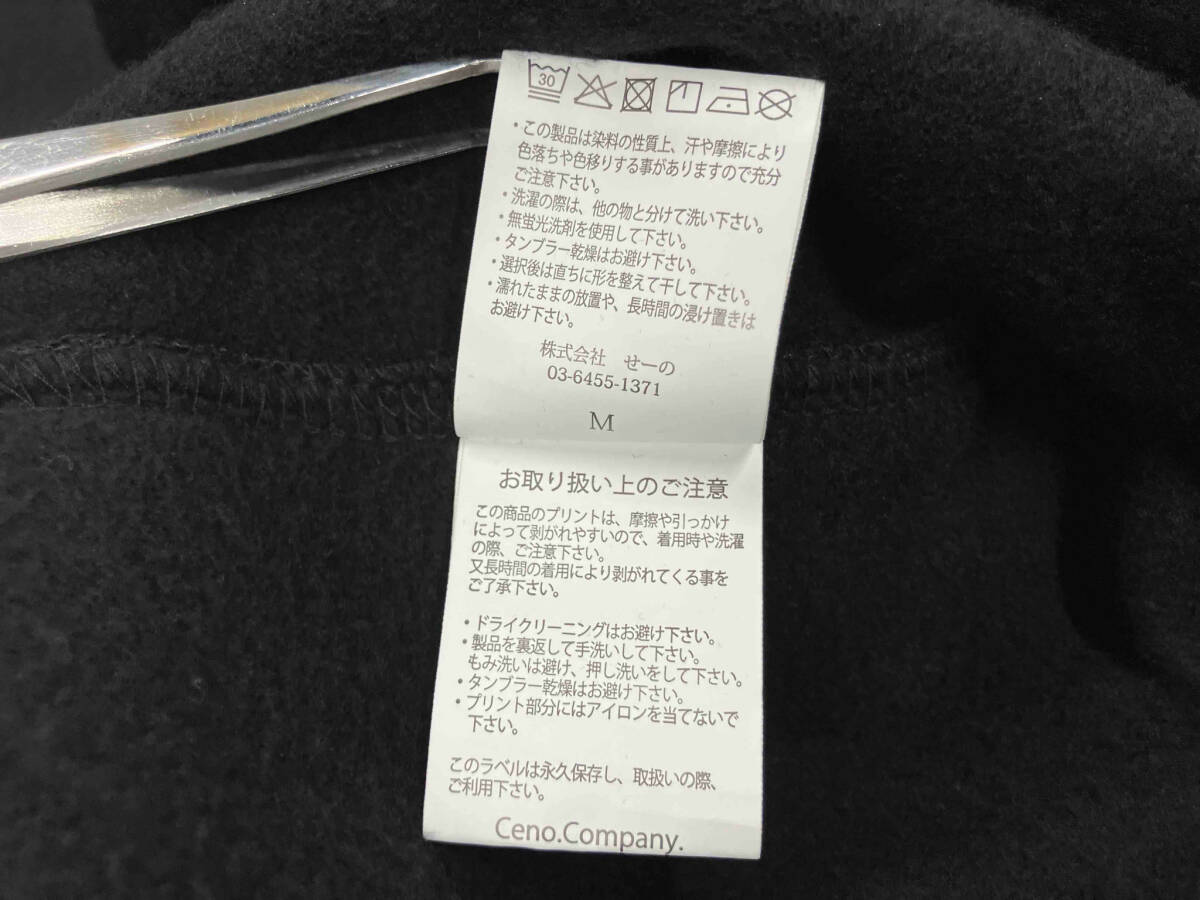 30
・この製品は染料の性質上、汗や摩擦により
色落ちや色移りする事がありますので充分
ご注意下さい。
・洗濯の際は、他の物と分けて洗い下さい。
・無蛍光洗剤を使用して下さい。
・タンブラー乾燥はお避け下さい。
・選択後は直ちに形を整えて干して下さい。
・濡れたままの放置や、長時間の浸け置きは
お避け下さい。
株式会社 せーの
03-6455-1371
M
お取り扱い上のご注意
この商品のプリントは、摩擦や引っかけ
によって剥がれやすいので、着用時や洗濯
の際、ご注意下さい。
又長時間の着用により剥がれてくる事を
ご了承下さい。
・ドライクリーニングはお避け下さい。
・製品を裏返して手洗いして下さい。
もみ洗いは避け、押し洗いをして下さい。
・タンブラー乾燥はお避け下さい。
・プリント部分にはアイロンを当てないで
下さい。
このラベルは永久保存し、取扱いの際、
ご利用下さい。
Ceno.Company.